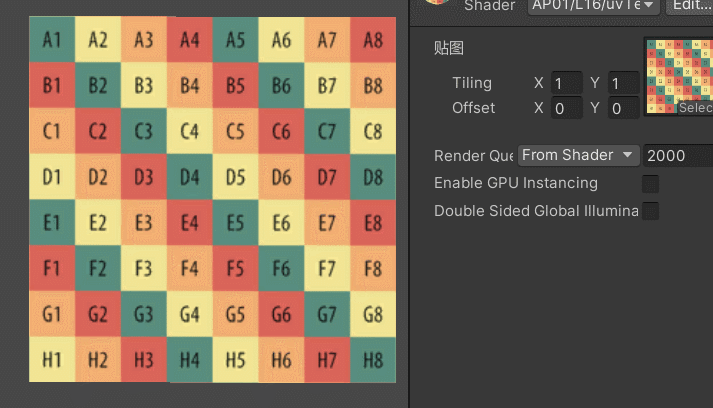 A1 A2 A3 A4 A5 A6 A7 A8
B1 B2 B3 B4 B5 B6 B7 B8
C1 C2 C3 C4 C5 C6 C7 C8
D1 D2 D3 D4 D5 D6 D7 D8
E1 E2 E3 E4 E5 E6 E7 E8
F1 F2 F3 F4 F5 F6 F7 F8
G1 G2 G3 G4 G5 G6 G7 G8
H1 H2 H3 H4 H5 H6 H7 H8
Shader AP01/L16/uvTe Edit...
贴图
Tiling X 1 Y 1
Offset X 0 Y 0
Selec
Render Que From Shader 2000
Enable GPU Instancing
Double Sided Global Illumina